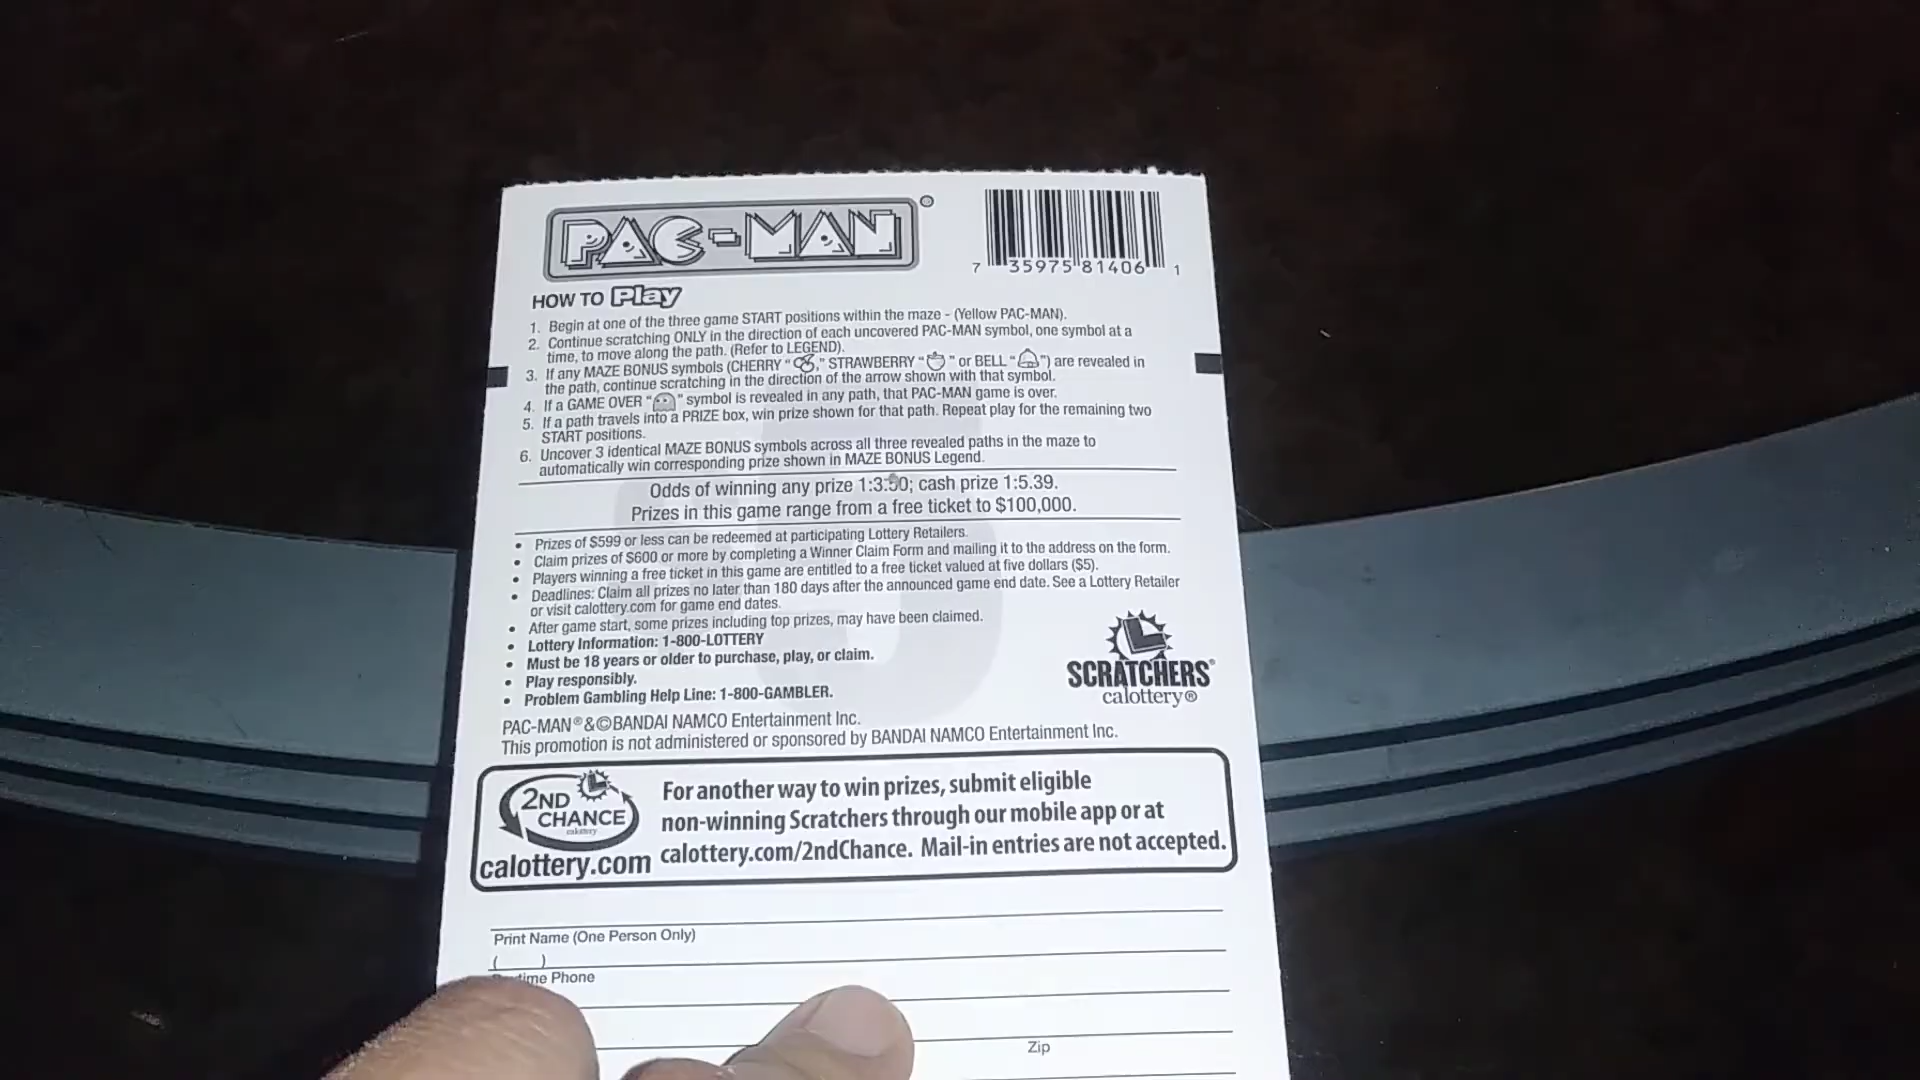 PAC-MAN®
7 35975 81406 1
HOW TO Play
1. Begin at one of the three game START positions within the maze - (Yellow PAC-MAN).
2. Continue scratching ONLY in the direction of each uncovered PAC-MAN symbol, one symbol at a
time, to move along the path. (Refer to LEGEND).
3. If any MAZE BONUS symbols (CHERRY " ," STRAWBERRY " " or BELL " ") are revealed in
the path, continue scratching in the direction of the arrow shown with that symbol.
4. If a GAME OVER " " symbol is revealed in any path, that PAC-MAN game is over.
5. If a path travels into a PRIZE box, win prize shown for that path. Repeat play for the remaining two
START positions.
6. Uncover 3 identical MAZE BONUS symbols across all three revealed paths in the maze to
automatically win corresponding prize shown in MAZE BONUS Legend.
Odds of winning any prize 1:3.50; cash prize 1:5.39.
Prizes in this game range from a free ticket to $100,000.
• Prizes of $599 or less can be redeemed at participating Lottery Retailers.
• Claim prizes of $600 or more by completing a Winner Claim Form and mailing it to the address on the form.
• Players winning a free ticket in this game are entitled to a free ticket valued at five dollars ($5).
• Deadlines: Claim all prizes no later than 180 days after the announced game end date. See a Lottery Retailer
or visit calottery.com for game end dates.
• After game start, some prizes including top prizes, may have been claimed.
• Lottery Information: 1-800-LOTTERY
• Must be 18 years or older to purchase, play, or claim.
• Play responsibly.
• Problem Gambling Help Line: 1-800-GAMBLER.
SCRATCHERS®
calottery®
PAC-MAN®&©BANDAI NAMCO Entertainment Inc.
This promotion is not administered or sponsored by BANDAI NAMCO Entertainment Inc.
2ND
CHANCE
calottery
calottery.com
For another way to win prizes, submit eligible
non-winning Scratchers through our mobile app or at
calottery.com/2ndChance. Mail-in entries are not accepted.
Print Name (One Person Only)
( )
Phone
Zip